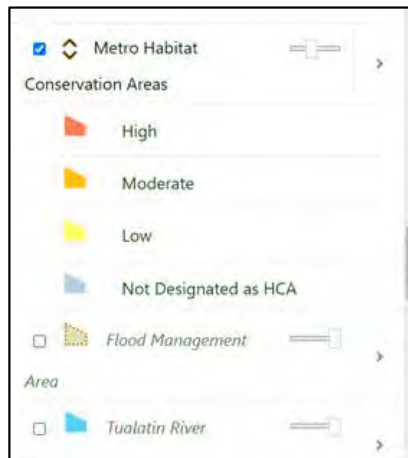 Metro Habitat
Conservation Areas
High
Moderate
Low
Not Designated as HCA
Flood Management
Area
Tualatin River